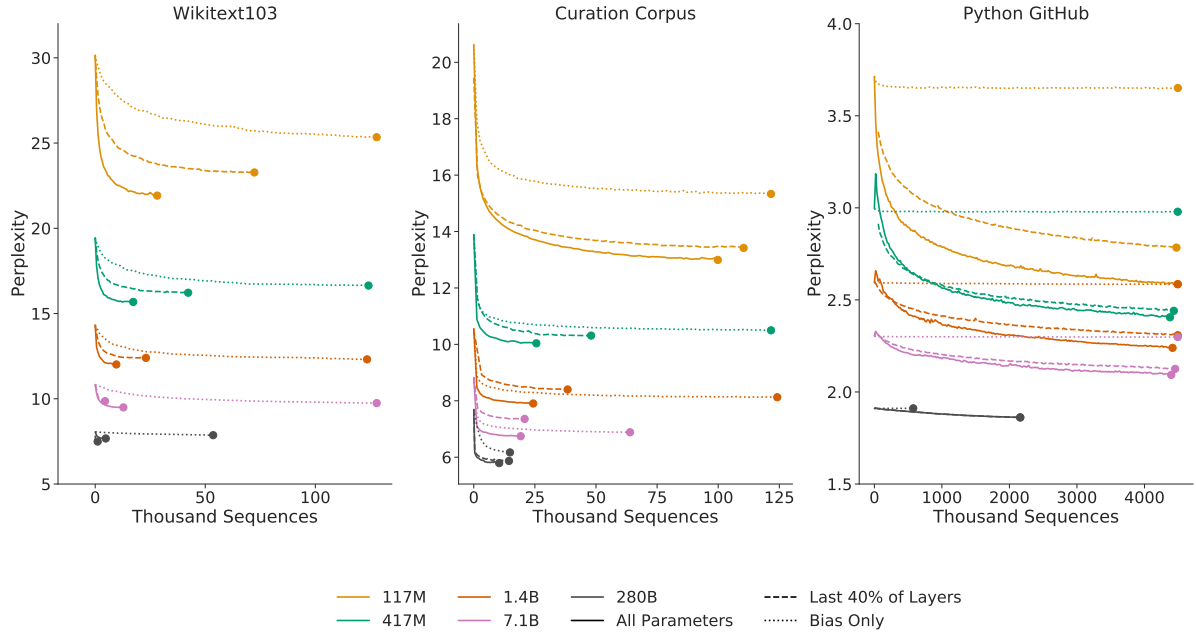 Wikitext103
Curation Corpus
Python GitHub
Perplexity
30
25
20
15
10
5
0
50
100
Thousand Sequences
Perplexity
20
18
16
14
12
10
8
6
0
25
50
75
100
125
Thousand Sequences
Perplexity
4.0
3.5
3.0
2.5
2.0
1.5
0
1000
2000
3000
4000
Thousand Sequences
117M
417M
1.4B
7.1B
280B
All Parameters
Last 40% of Layers
Bias Only